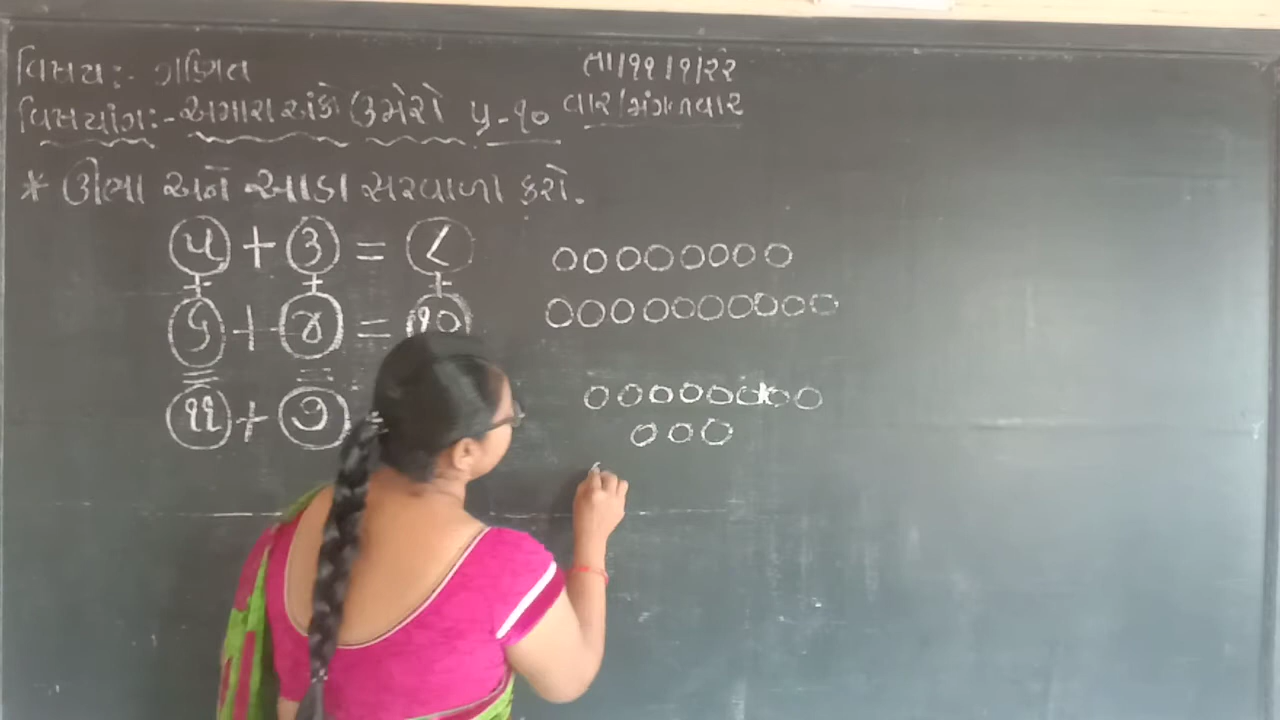 વિષય:- ગણિત
તા/૧૧/૧/૨૨
વિષયાંગ:- અમારા અંકો ઉમેરો પૃ-૧૦
વાર/મંગળવાર
* ઊભા અને આડા સરવાળા કરો.
૫ + ૩ = ૮
+ + +
૬ + ૪ = ૧૦
= =
૧૧ + ૭